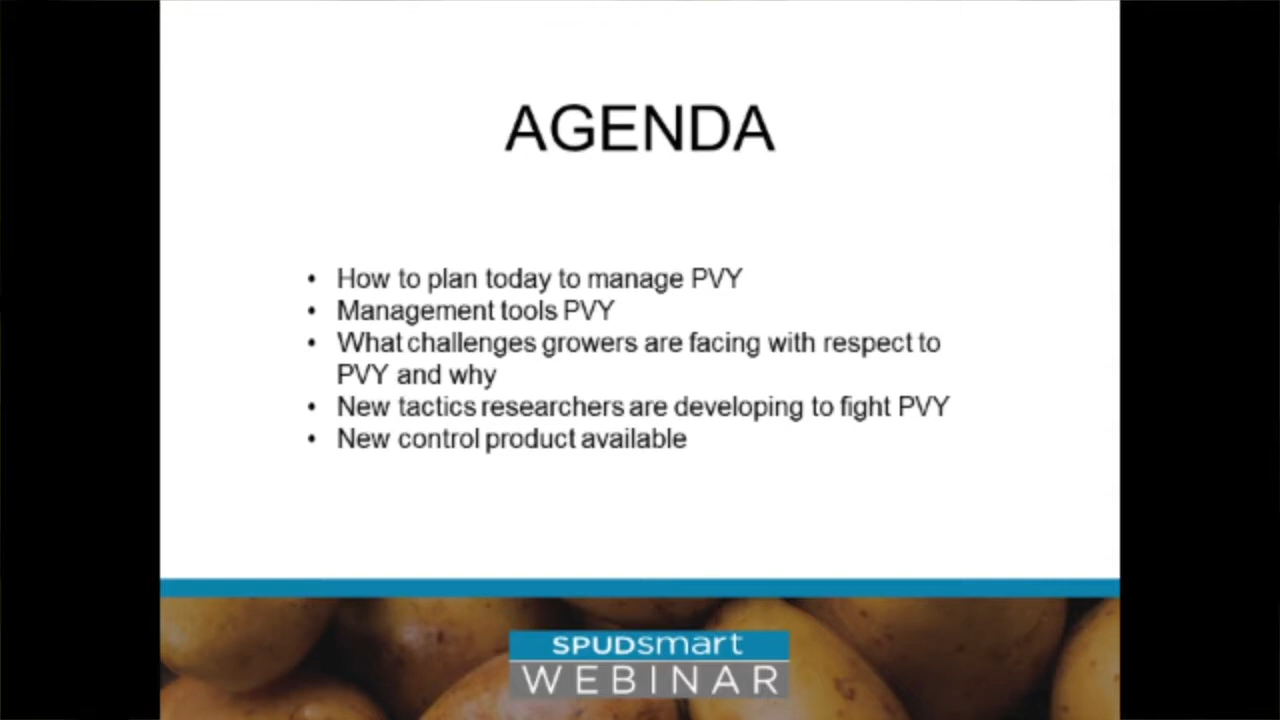 AGENDA
• How to plan today to manage PVY
• Management tools PVY
• What challenges growers are facing with respect to
PVY and why
• New tactics researchers are developing to fight PVY
• New control product available
SPUDsmart
WEBINAR